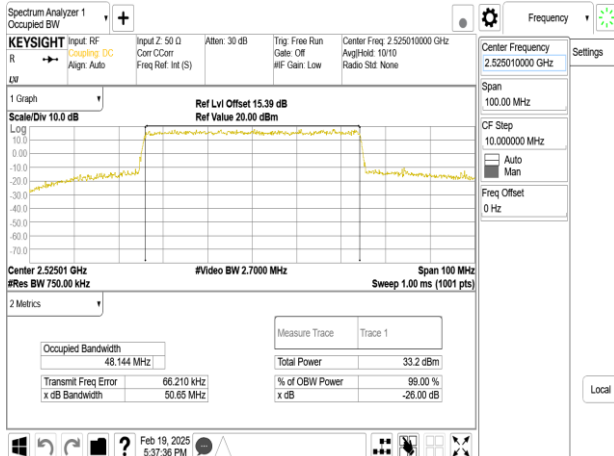 Spectrum Analyzer 1
Occupied BW
+
Frequency
KEYSIGHT
R
LXI
Input: RF
Coupling: DC
Align: Auto
Input Z: 50 Ω
Corr CCorr
Freq Ref: Int (S)
Atten: 30 dB
Trig: Free Run
Gate: Off
#IF Gain: Low
Center Freq: 2.525010000 GHz
Avg|Hold: 10/10
Radio Std: None
Center Frequency
2.525010000 GHz
Settings
Span
100.00 MHz
CF Step
10.000000 MHz
Auto
Man
Freq Offset
0 Hz
Local
1 Graph
Scale/Div 10.0 dB
Ref Lvl Offset 15.39 dB
Ref Value 20.00 dBm
Log
10.0
0.00
-10.0
-20.0
-30.0
-40.0
-50.0
-60.0
-70.0
Center 2.52501 GHz
#Video BW 2.7000 MHz
Span 100 MHz
#Res BW 750.00 kHz
Sweep 1.00 ms (1001 pts)
2 Metrics
Measure Trace Trace 1
Occupied Bandwidth
48.144 MHz
Total Power 33.2 dBm
Transmit Freq Error 66.210 kHz
% of OBW Power 99.00 %
x dB Bandwidth 50.65 MHz
x dB -26.00 dB
?
Feb 19, 2025
5:37:36 PM